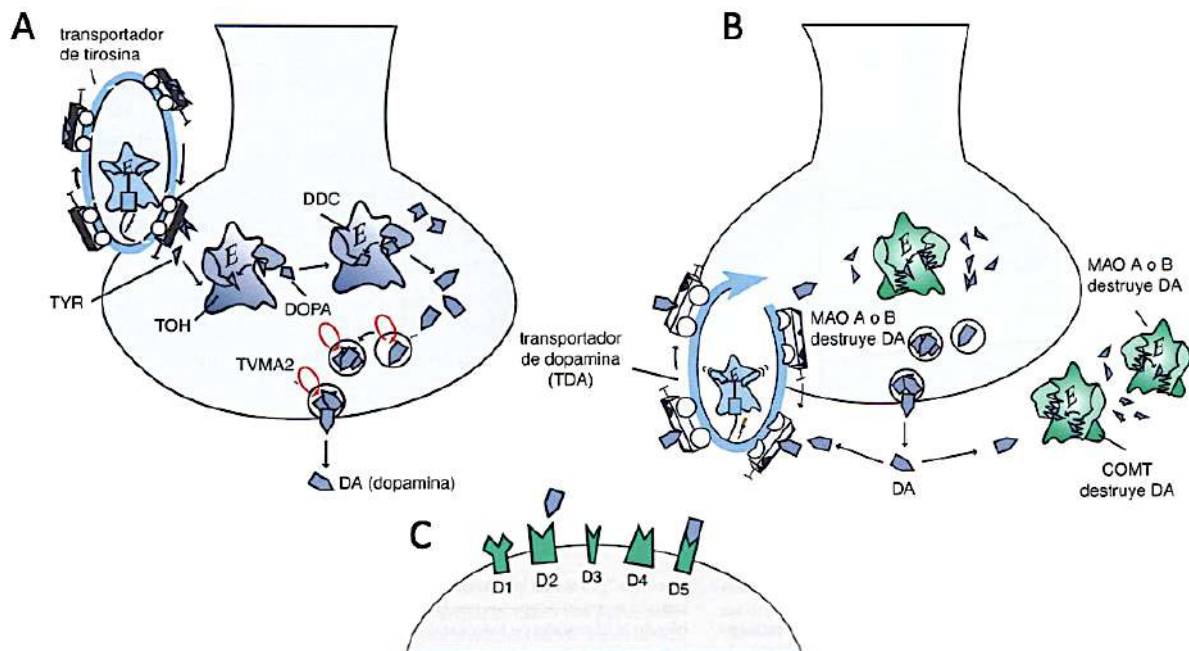 A
transportador
de tirosina
E
TYR
TOH
E
DOPA
DDC
E
TVMA2
DA (dopamina)
B
transportador
de dopamina
(TDA)
E
MAO A o B
destruye DA
E
DA
MAO A o B
destruye DA
E
E
COMT
destruye DA
C
D1
D2
D3
D4
D5